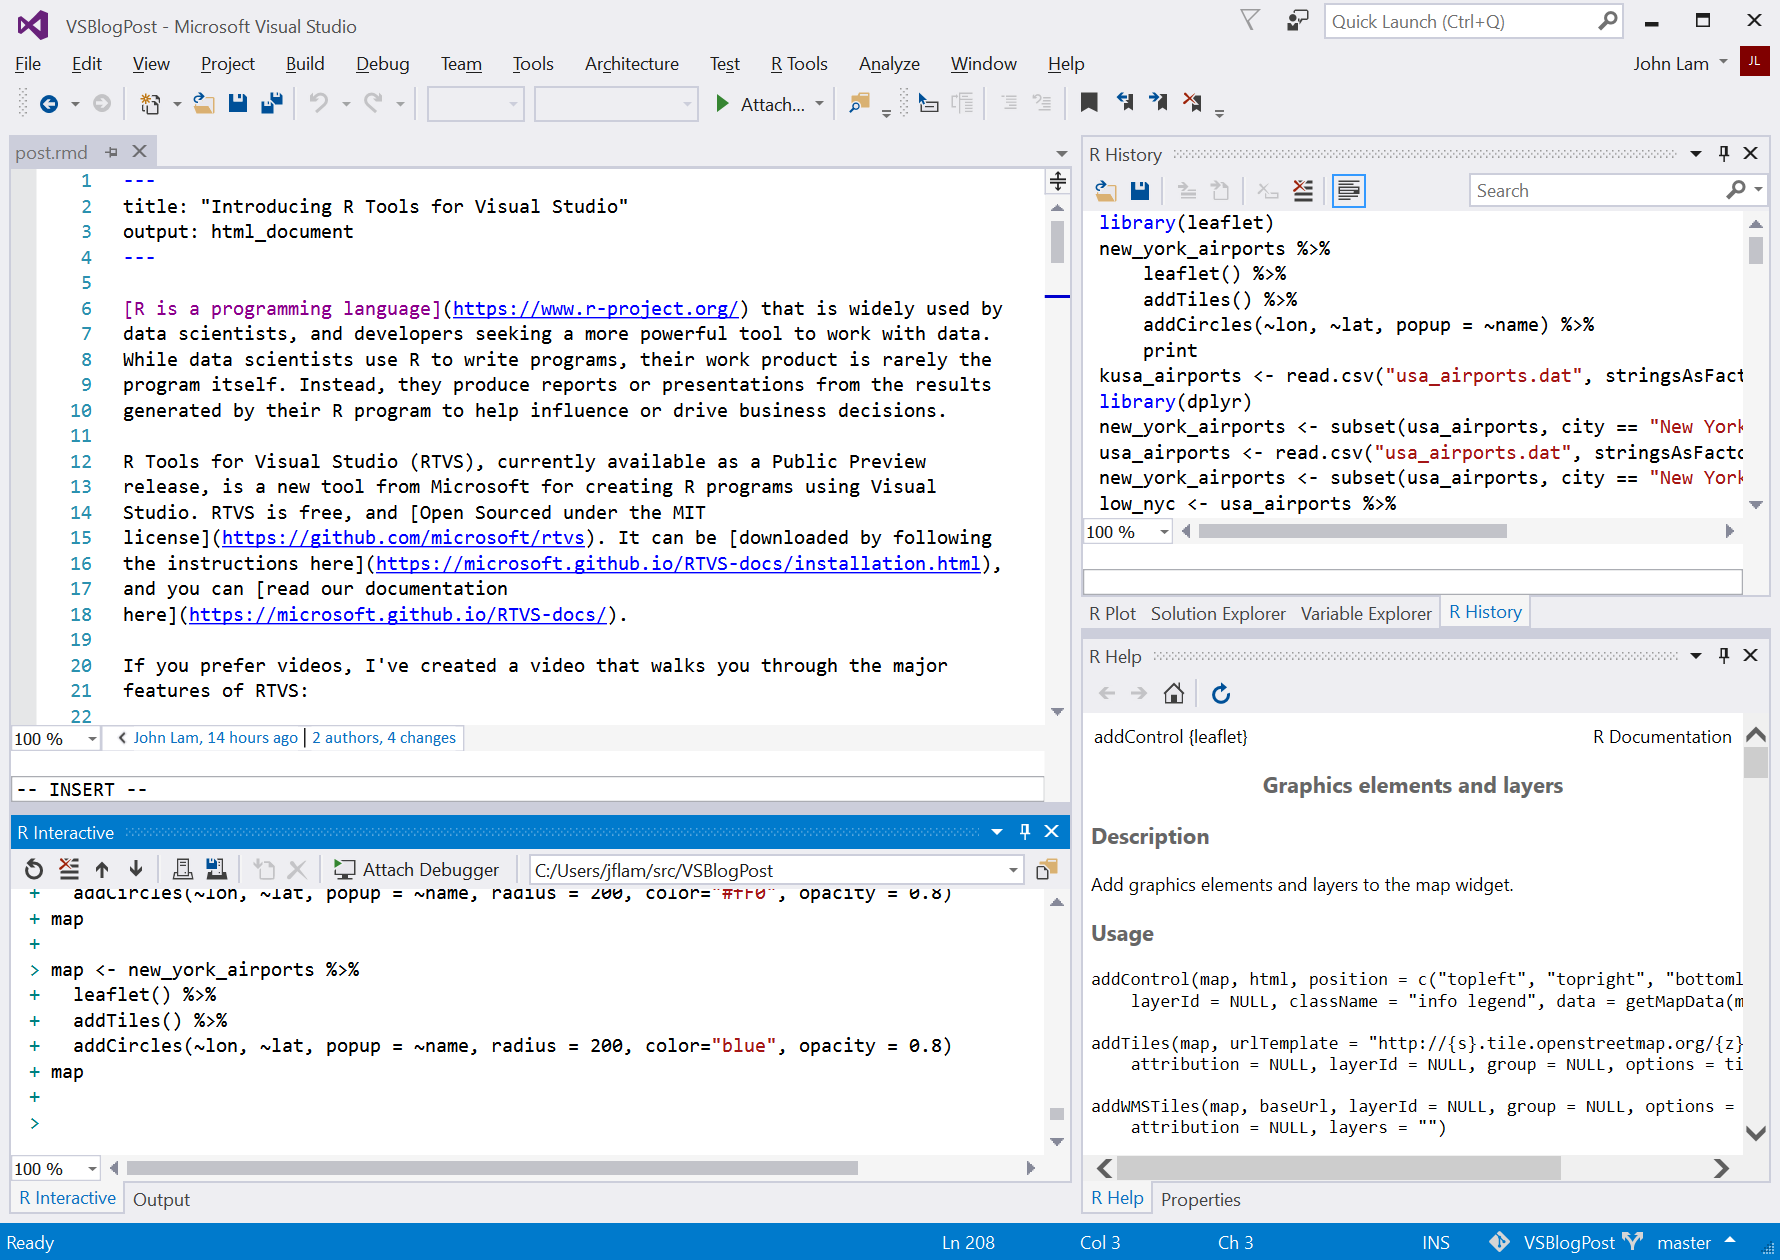 VSBlogPost - Microsoft Visual Studio
Quick Launch (Ctrl+Q)
File Edit View Project Build Debug Team Tools Architecture Test R Tools Analyze Window Help
John Lam JL
Attach...
post.rmd
1 ---
2 title: "Introducing R Tools for Visual Studio"
3 output: html_document
4 ---
5
6 [R is a programming language](https://www.r-project.org/) that is widely used by
7 data scientists, and developers seeking a more powerful tool to work with data.
8 While data scientists use R to write programs, their work product is rarely the
9 program itself. Instead, they produce reports or presentations from the results
10 generated by their R program to help influence or drive business decisions.
11
12 R Tools for Visual Studio (RTVS), currently available as a Public Preview
13 release, is a new tool from Microsoft for creating R programs using Visual
14 Studio. RTVS is free, and [Open Sourced under the MIT
15 license](https://github.com/microsoft/rtvs). It can be [downloaded by following
16 the instructions here](https://microsoft.github.io/RTVS-docs/installation.html),
17 and you can [read our documentation
18 here](https://microsoft.github.io/RTVS-docs/).
19
20 If you prefer videos, I've created a video that walks you through the major
21 features of RTVS:
22
100 % John Lam, 14 hours ago | 2 authors, 4 changes
-- INSERT --
R Interactive
Attach Debugger C:/Users/jflam/src/VSBlogPost
+ addCircles(~lon, ~lat, popup = ~name, radius = 200, color="#ff0", opacity = 0.8)
+ map
+
> map <- new_york_airports %>%
+ leaflet() %>%
+ addTiles() %>%
+ addCircles(~lon, ~lat, popup = ~name, radius = 200, color="blue", opacity = 0.8)
+ map
+
>
100 %
R Interactive Output
R History
Search
library(leaflet)
new_york_airports %>%
leaflet() %>%
addTiles() %>%
addCircles(~lon, ~lat, popup = ~name) %>%
print
kusa_airports <- read.csv("usa_airports.dat", stringsAsFact
library(dplyr)
new_york_airports <- subset(usa_airports, city == "New York
usa_airports <- read.csv("usa_airports.dat", stringsAsFacto
new_york_airports <- subset(usa_airports, city == "New York
low_nyc <- usa_airports %>%
100 %
R Plot Solution Explorer Variable Explorer R History
R Help
addControl {leaflet} R Documentation
Graphics elements and layers
Description
Add graphics elements and layers to the map widget.
Usage
addControl(map, html, position = c("topleft", "topright", "bottoml
layerId = NULL, className = "info legend", data = getMapData(m
addTiles(map, urlTemplate = "http://{s}.tile.openstreetmap.org/{z}
attribution = NULL, layerId = NULL, group = NULL, options = ti
addWMSTiles(map, baseUrl, layerId = NULL, group = NULL, options =
attribution = NULL, layers = "")
R Help Properties
Ready Ln 208 Col 3 Ch 3 INS VSBlogPost master